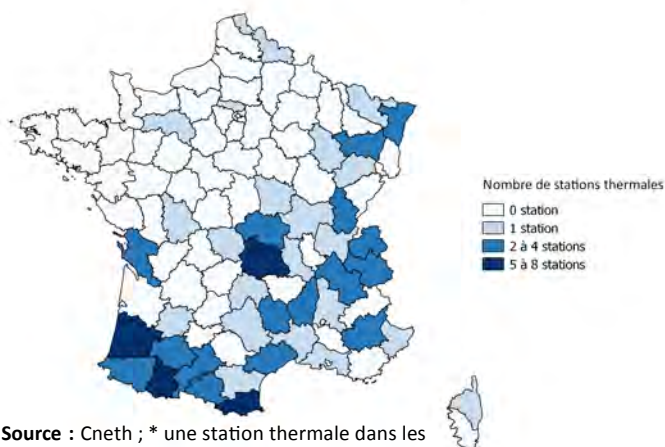 Nombre de stations thermales
0 station
1 station
2 à 4 stations
5 à 8 stations
Source : Cneth ; * une station thermale dans les